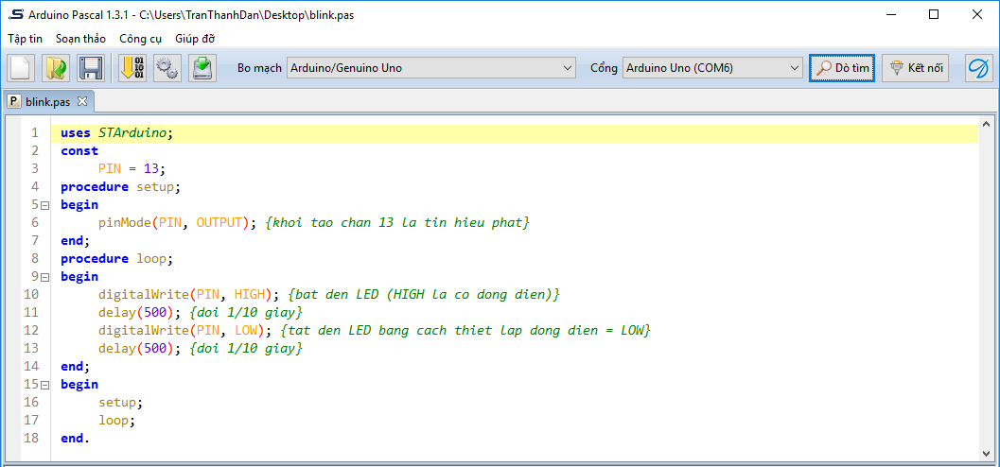 Arduino Pascal 1.3.1 - C:\Users\TranThanhDan\Desktop\blink.pas
Tập tin Soạn thảo Công cụ Giúp đỡ
Bo mạch Arduino/Genuino Uno Cổng Arduino Uno (COM6) Dò tìm Kết nối
blink.pas
1 uses STArduino;
2 const
3 PIN = 13;
4 procedure setup;
5 begin
6 pinMode(PIN, OUTPUT); {khoi tao chan 13 la tin hieu phat}
7 end;
8 procedure loop;
9 begin
10 digitalWrite(PIN, HIGH); {bat den LED (HIGH la co dong dien)}
11 delay(500); {doi 1/10 giay}
12 digitalWrite(PIN, LOW); {tat den LED bang cach thiet lap dong dien = LOW}
13 delay(500); {doi 1/10 giay}
14 end;
15 begin
16 setup;
17 loop;
18 end.